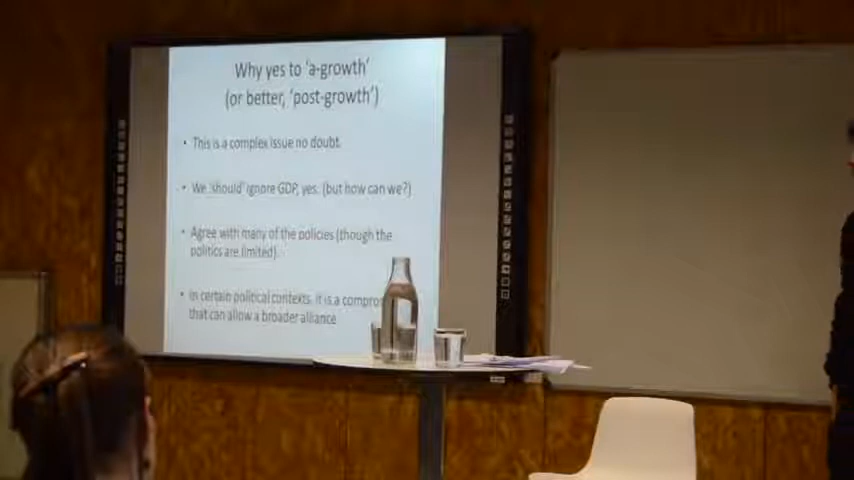 Why yes to 'a-growth'
(or better, 'post-growth')
• This is a complex issue no doubt.
• We 'should' ignore GDP, yes. (but how can we?)
• Agree with many of the policies (though the
politics are limited).
• In certain political contexts, it is a compro
that can allow a broader alliance